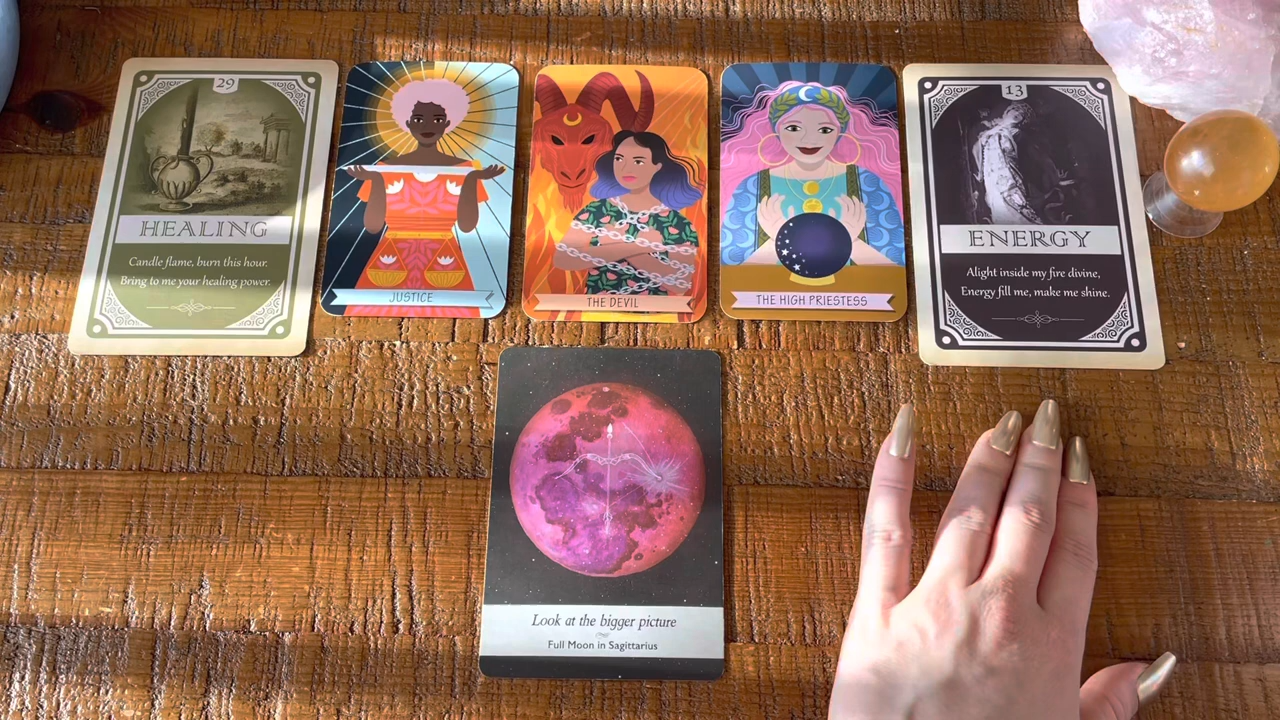 29
HEALING
Candle flame, burn this hour.
Bring to me your healing power.
JUSTICE
THE DEVIL
THE HIGH PRIESTESS
13
ENERGY
Alight inside my fire divine,
Energy fill me, make me shine.
Look at the bigger picture
Full Moon in Sagittarius